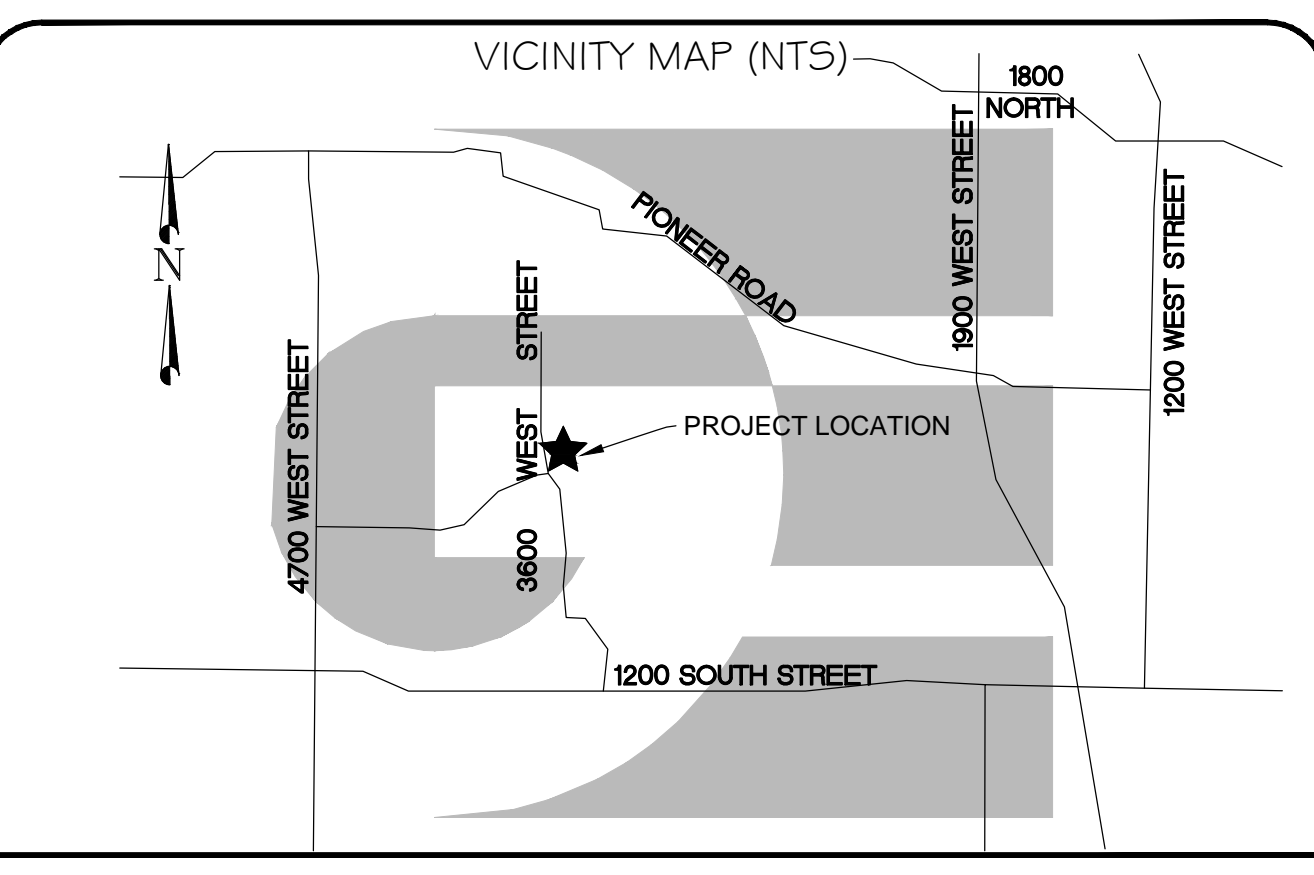 VICINITY MAP (NTS)
1800
NORTH
1900 WEST STREET
1200 WEST STREET
PIONEER ROAD
N
3600 WEST STREET
4700 WEST STREET
PROJECT LOCATION
1200 SOUTH STREET